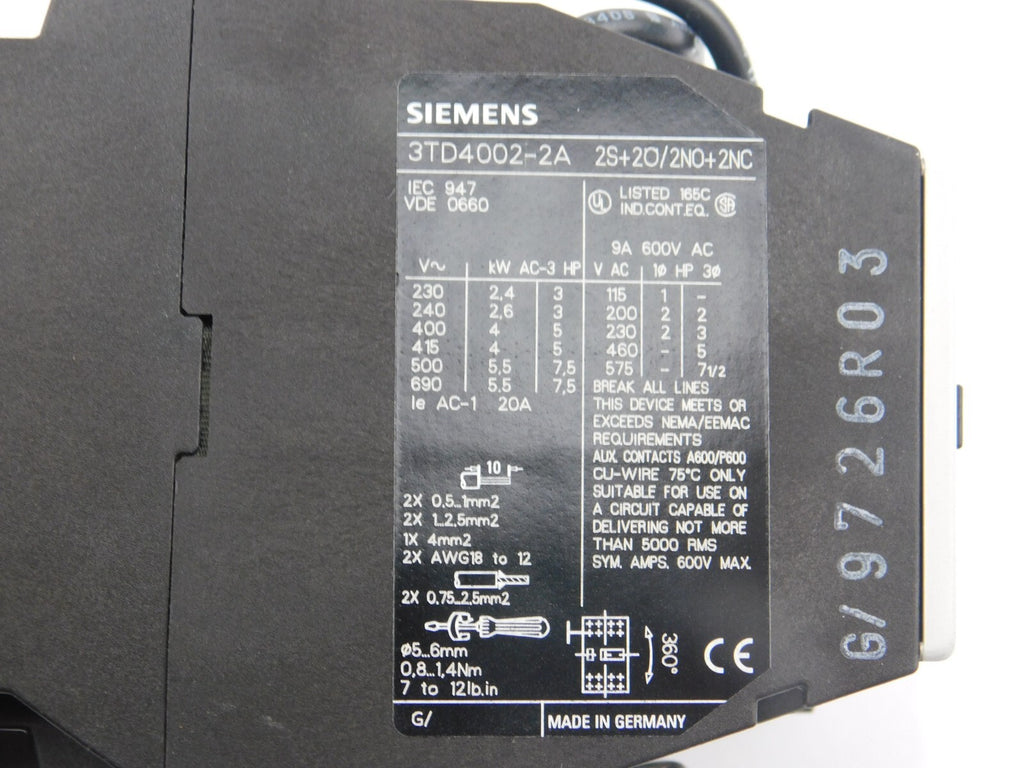 3408
SIEMENS
3TD4002-2A 2S+2Ö/2NO+2NC
IEC 947
VDE 0660
UL LISTED 165C
IND.CONT.EQ. SA
9A 600V AC
V~ kW AC-3 HP
230 2,4 3
240 2,6 3
400 4 5
415 4 5
500 5,5 7,5
690 5.5 7,5
Ie AC-1 20A
V AC 1ø HP 3ø
115 1 -
200 2 2
230 2 3
460 - 5
575 - 7 1/2
BREAK ALL LINES
THIS DEVICE MEETS OR
EXCEEDS NEMA/EEMAC
REQUIREMENTS
AUX. CONTACTS A600/P600
CU-WIRE 75°C ONLY
SUITABLE FOR USE ON
A CIRCUIT CAPABLE OF
DELIVERING NOT MORE
THAN 5000 RMS
SYM. AMPS. 600V MAX.
10
2X 0,5...1mm2
2X 1...2,5mm2
1X 4mm2
2X AWG18 to 12
2X 0,75...2,5mm2
ø5...6mm
0,8...1,4Nm
7 to 12lb.in
360°
CE
G/ MADE IN GERMANY
G/9726R03